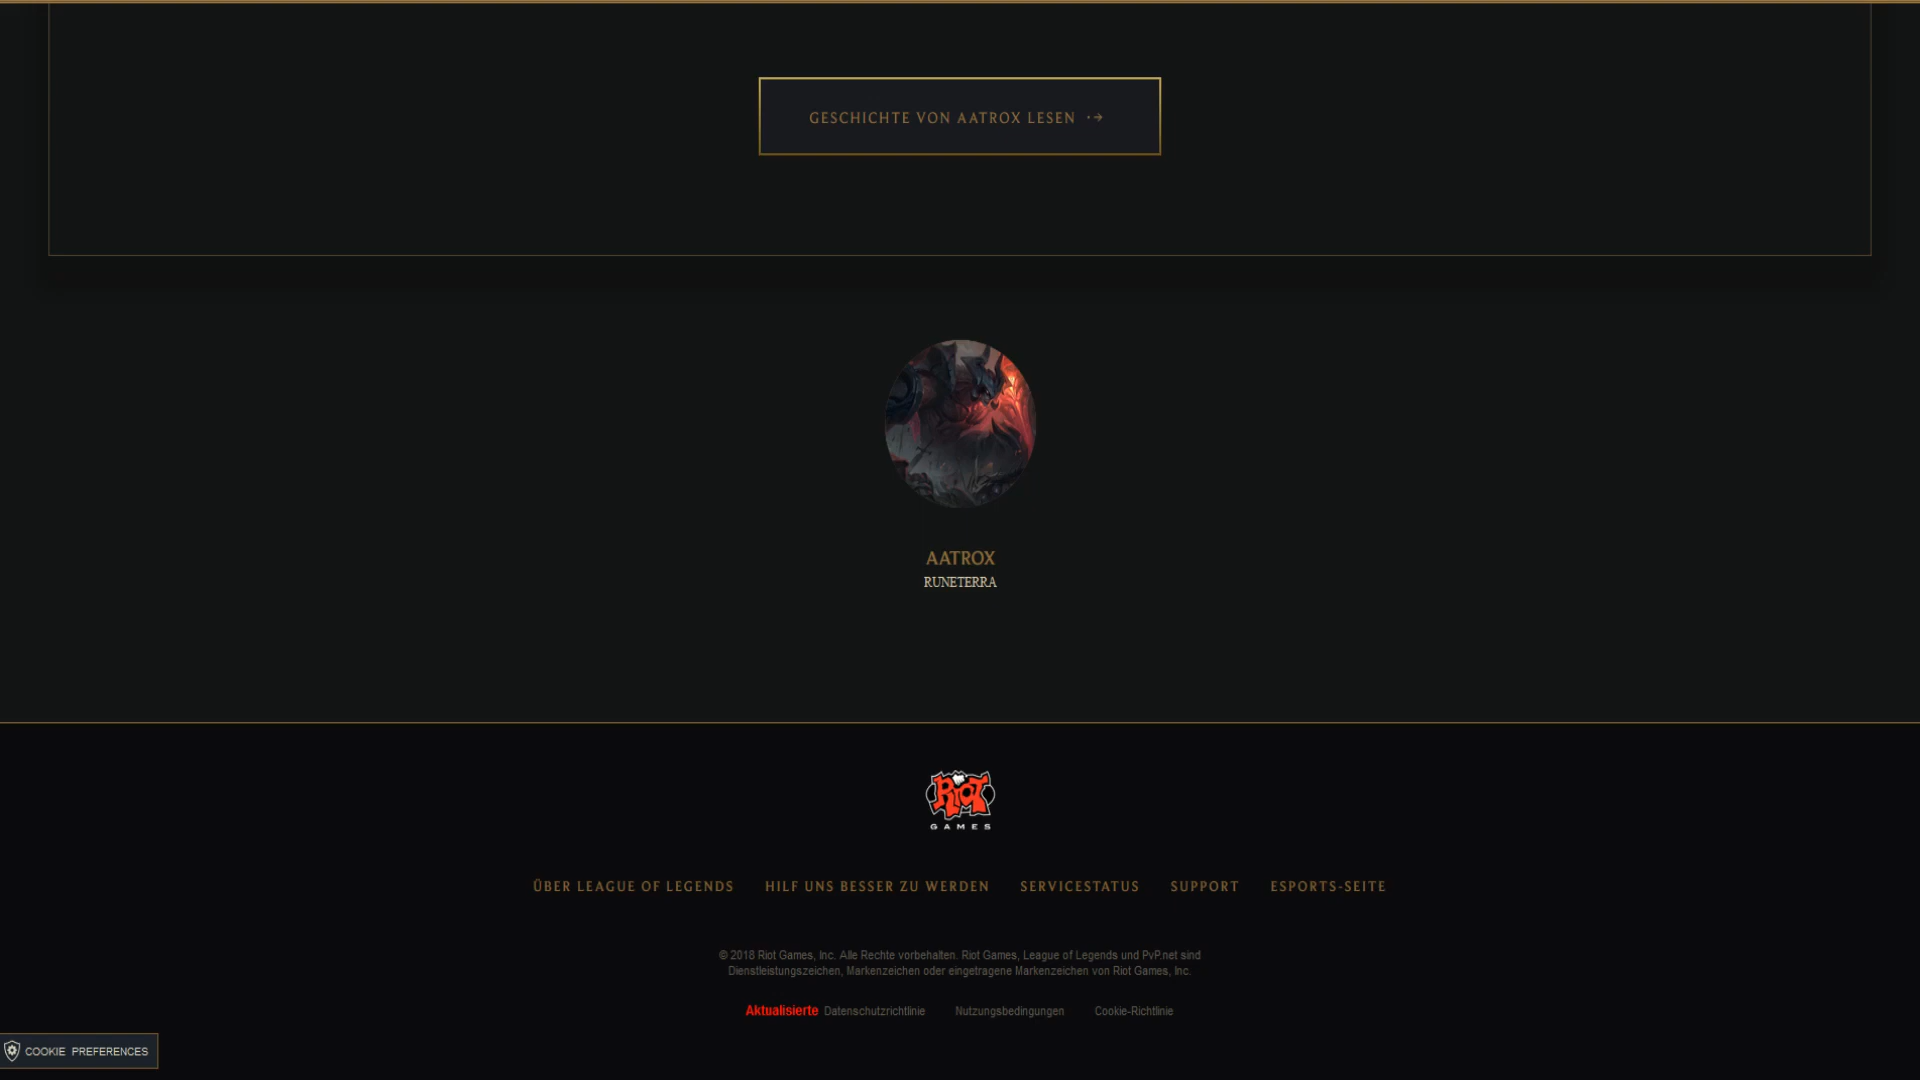 GESCHICHTE VON AATROX LESEN
AATROX
RUNETERRA
RIOT
GAMES
ÜBER LEAGUE OF LEGENDS HILF UNS BESSER ZU WERDEN SERVICESTATUS SUPPORT ESPORTS-SEITE
© 2018 Riot Games, Inc. Alle Rechte vorbehalten. Riot Games, League of Legends und PvP.net sind
Dienstleistungszeichen, Markenzeichen oder eingetragene Markenzeichen von Riot Games, Inc.
Aktualisierte Datenschutzrichtlinie Nutzungsbedingungen Cookie-Richtlinie
COOKIE PREFERENCES